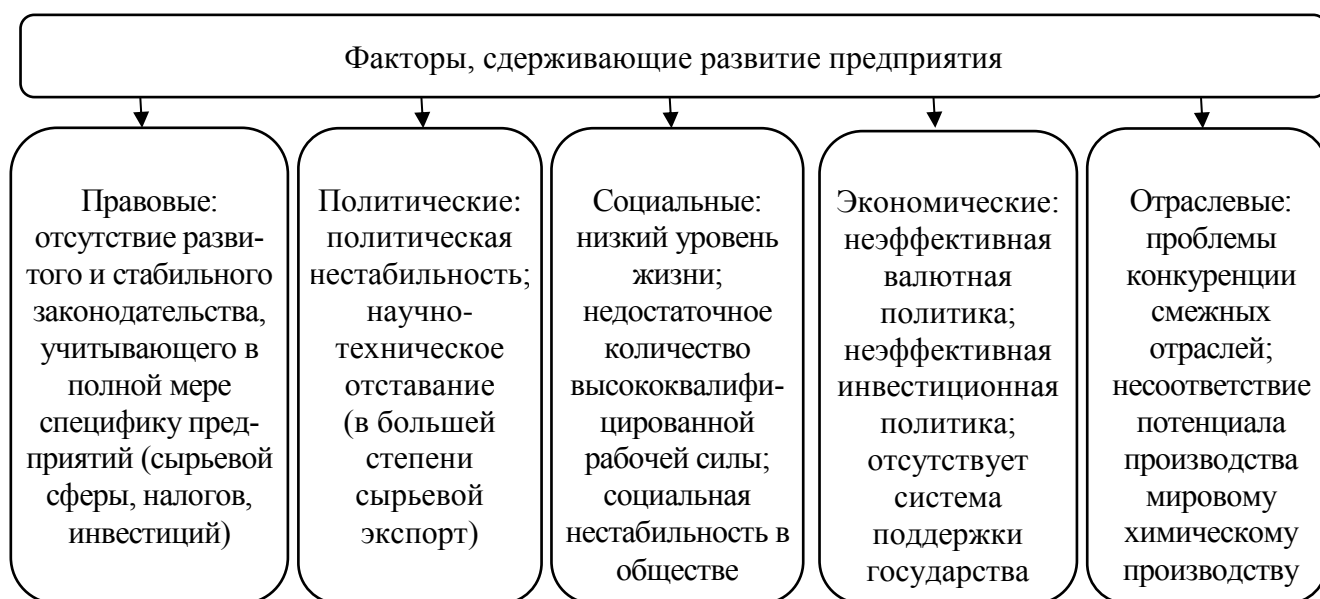 Факторы, сдерживающие развитие предприятия
Правовые:
отсутствие разви-
того и стабильного
законодательства,
учитывающего в
полной мере
специфику пред-
приятий (сырьевой
сферы, налогов,
инвестиций)
Политические:
политическая
нестабильность;
научно-
техническое
отставание
(в большей
степени
сырьевой
экспорт)
Социальные:
низкий уровень
жизни;
недостаточное
количество
высококвалифи-
цированной
рабочей силы;
социальная
нестабильность в
обществе
Экономические:
неэффективная
валютная
политика;
неэффективная
инвестиционная
политика;
отсутствует
система
поддержки
государства
Отраслевые:
проблемы
конкуренции
смежных
отраслей;
несоответствие
потенциала
производства
мировому
химическому
производству